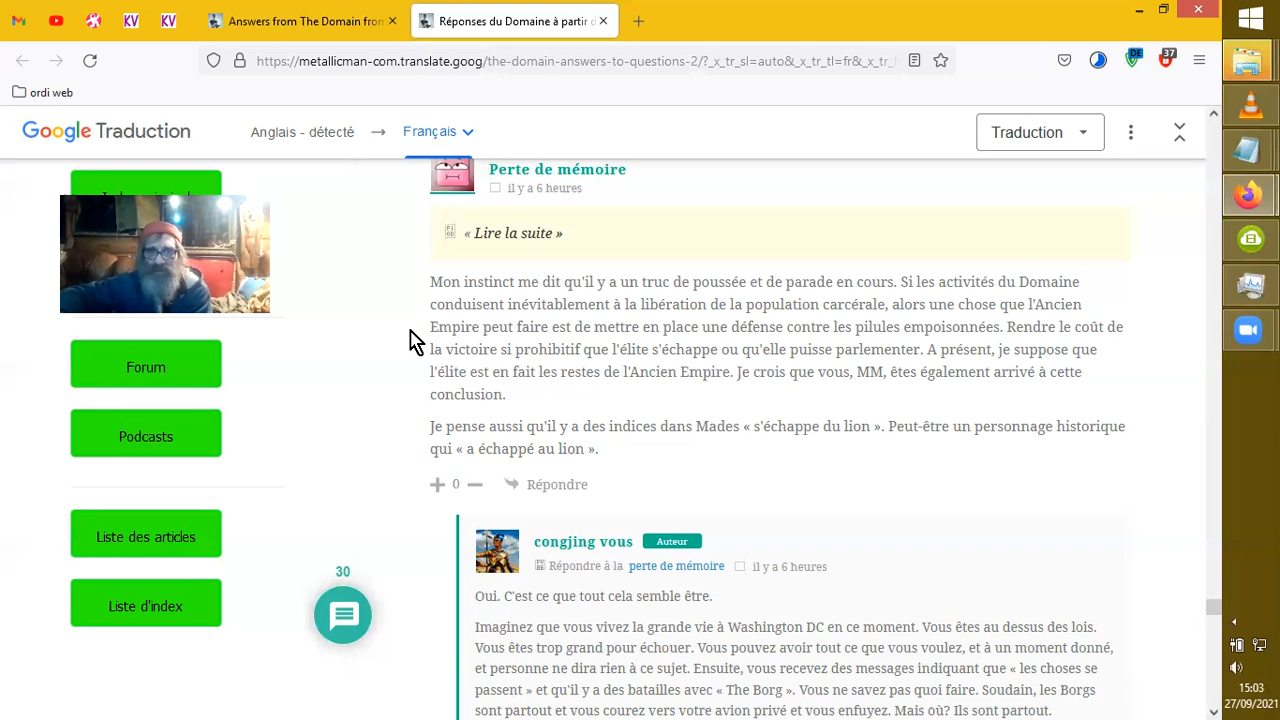 KV
KV
Answers from The Domain from
Réponses du Domaine à partir d
https://metallicman-com.translate.goog/the-domain-answers-to-questions-2/?_x_tr_sl=auto&_x_tr_tl=fr&_x_tr_
DE
37
ordi web
Google Traduction
Anglais - détecté
Français
Traduction
Perte de mémoire
il y a 6 heures
« Lire la suite »
Mon instinct me dit qu'il y a un truc de poussée et de parade en cours. Si les activités du Domaine
conduisent inévitablement à la libération de la population carcérale, alors une chose que l'Ancien
Empire peut faire est de mettre en place une défense contre les pilules empoisonnées. Rendre le coût de
la victoire si prohibitif que l'élite s'échappe ou qu'elle puisse parlementer. A présent, je suppose que
l'élite est en fait les restes de l'Ancien Empire. Je crois que vous, MM, êtes également arrivé à cette
conclusion.
Je pense aussi qu'il y a des indices dans Mades « s'échappe du lion ». Peut-être un personnage historique
qui « a échappé au lion ».
0
Répondre
Forum
Podcasts
Liste des articles
Liste d'index
30
congjing vous
Auteur
Répondre à la perte de mémoire
il y a 6 heures
Oui. C'est ce que tout cela semble être.
Imaginez que vous vivez la grande vie à Washington DC en ce moment. Vous êtes au dessus des lois.
Vous êtes trop grand pour échouer. Vous pouvez avoir tout ce que vous voulez, et à un moment donné,
et personne ne dira rien à ce sujet. Ensuite, vous recevez des messages indiquant que « les choses se
passent » et qu'il y a des batailles avec « The Borg ». Vous ne savez pas quoi faire. Soudain, les Borgs
sont partout et vous courez vers votre avion privé et vous enfuyez. Mais où? Ils sont partout.
15:03
27/09/2021